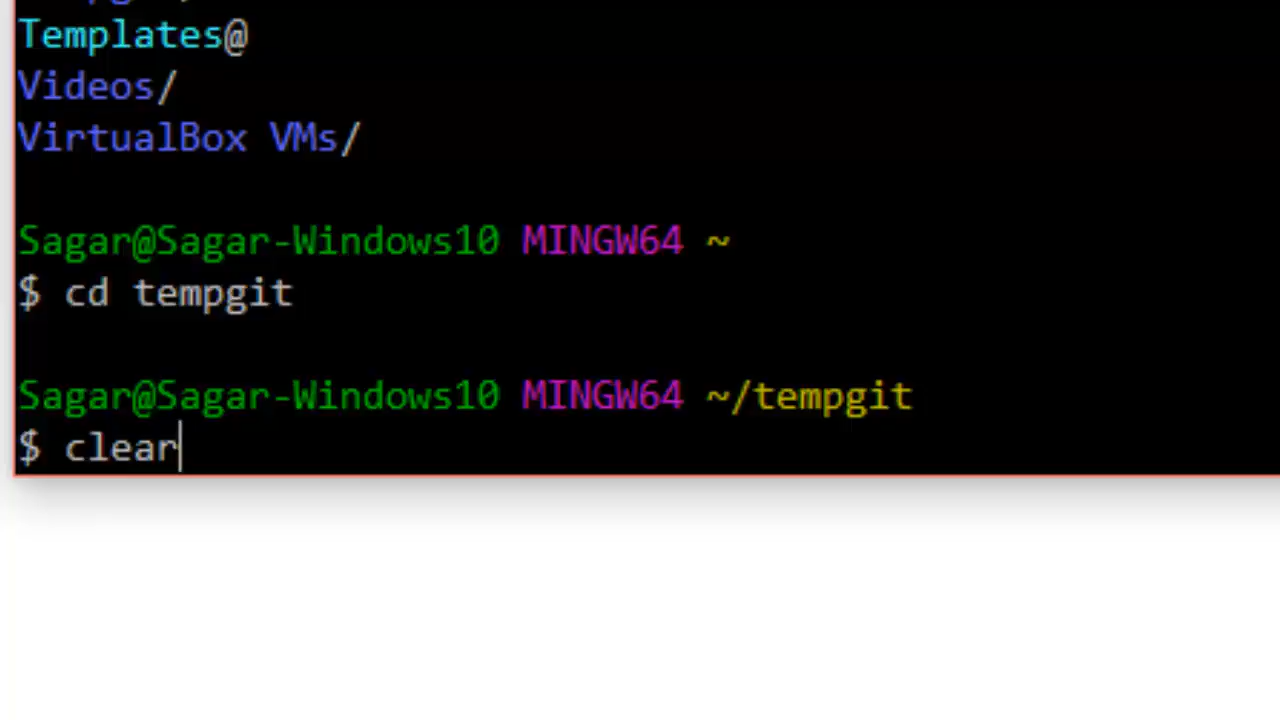 Templates@
Videos/
VirtualBox VMs/
Sagar@Sagar-Windows10 MINGW64 ~
$ cd tempgit
Sagar@Sagar-Windows10 MINGW64 ~/tempgit
$ clear